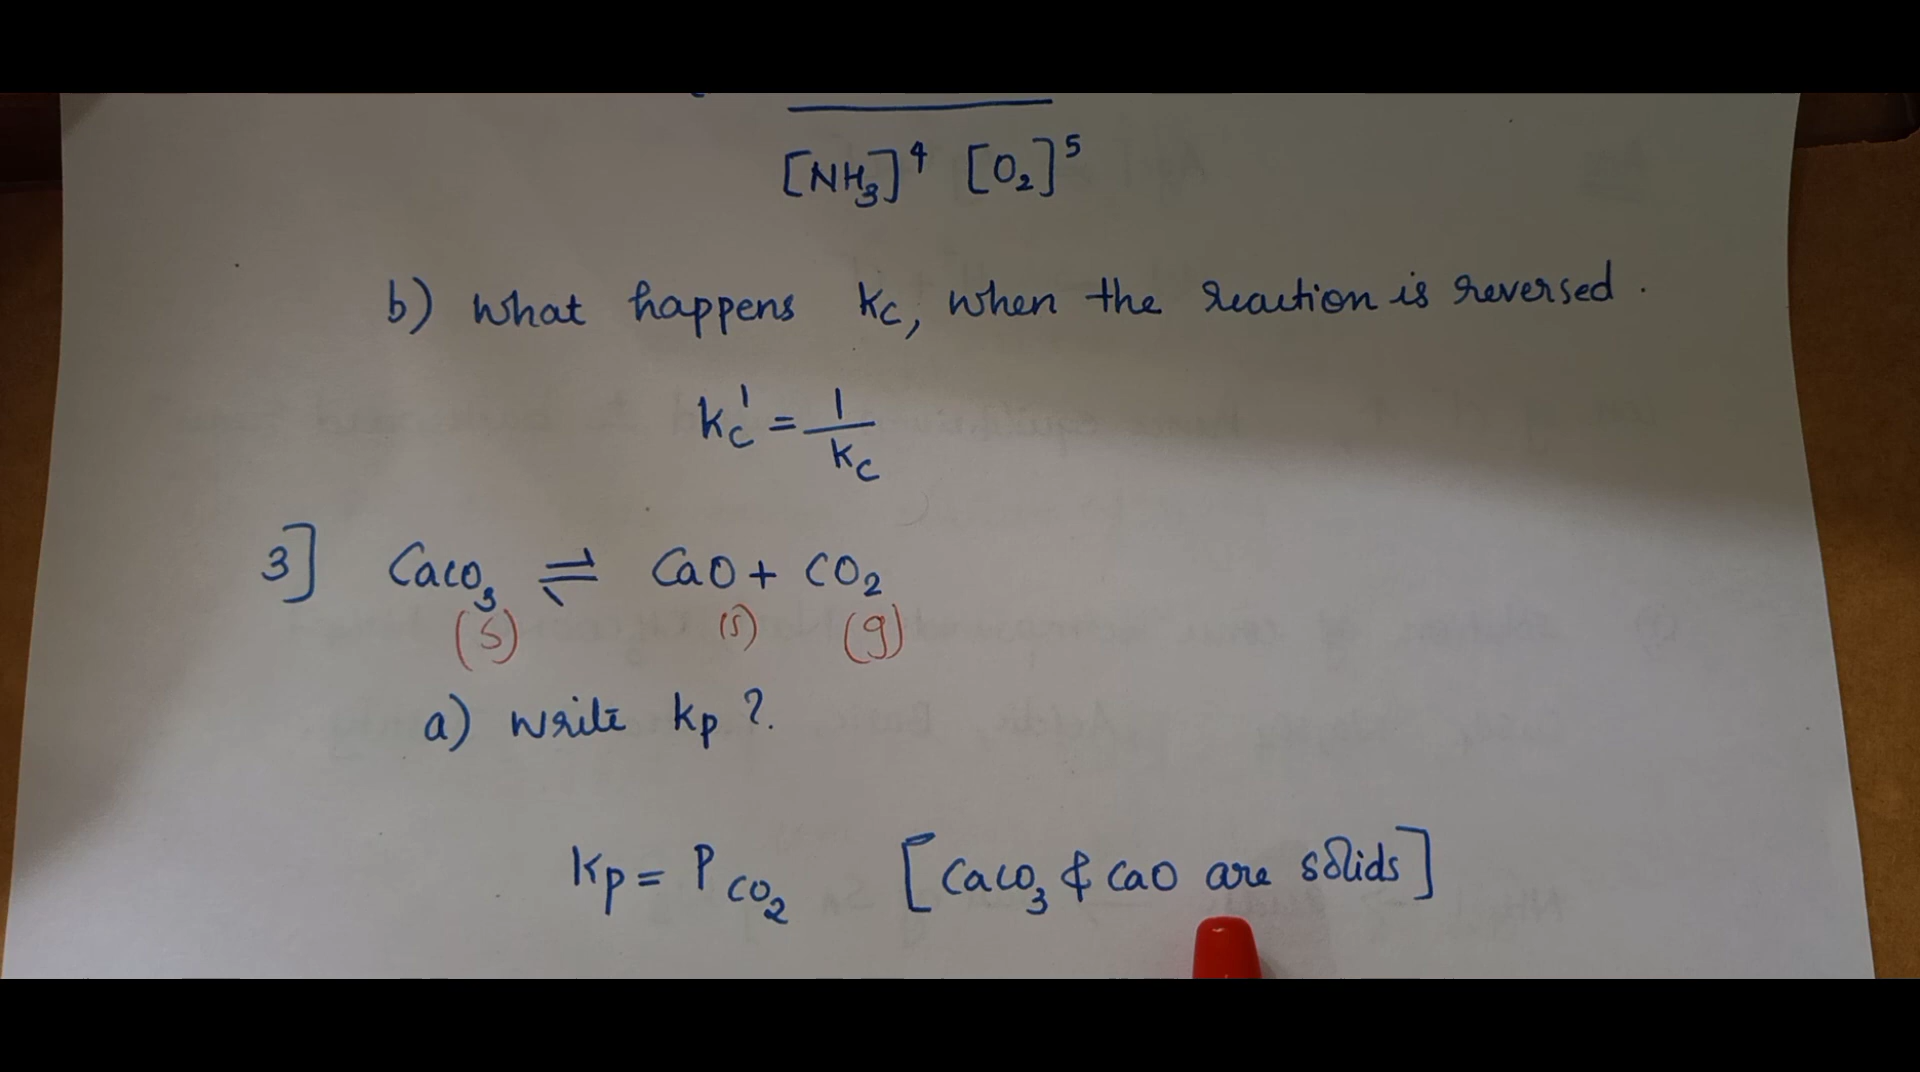 [NH₃]⁴ [O₂]⁵
b) What happens Kc, when the reaction is reversed.
Kc' = 1/Kc
3] CaCO₃ ⇌ CaO + CO₂
(s) (s) (g)
a) write Kp?.
Kp = P CO₂ [CaCO₃ & CaO are solids]